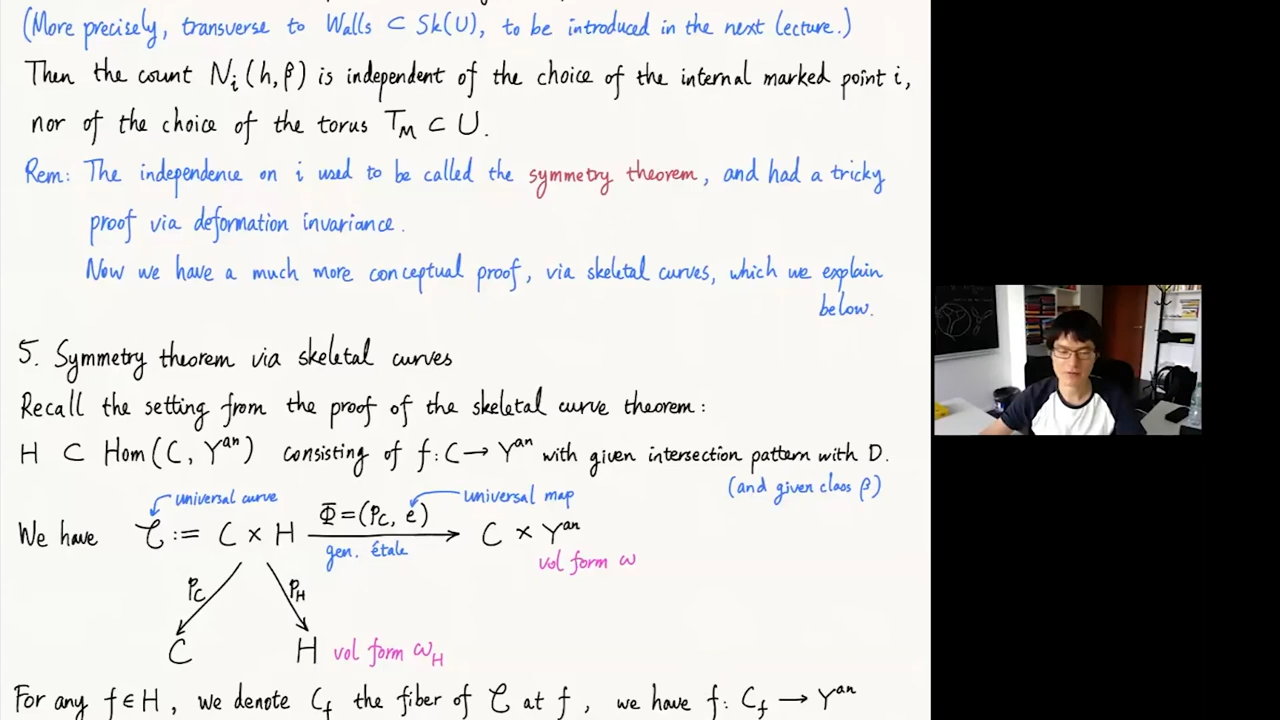 (More precisely, transverse to Walls ⊂ Sk(U), to be introduced in the next lecture.)
Then the count Nᵢ(h,β) is independent of the choice of the internal marked point i,
nor of the choice of the torus T_M ⊂ U.
Rem: The independence on i used to be called the symmetry theorem, and had a tricky
proof via deformation invariance.
Now we have a much more conceptual proof, via skeletal curves, which we explain
below.
5. Symmetry theorem via skeletal curves
Recall the setting from the proof of the skeletal curve theorem:
H ⊂ Hom(C, Y^an) consisting of f: C → Y^an with given intersection pattern with D.
(and given class β)
universal curve
universal map
We have 𝒞 := C × H
Φ=(p_C, e)
C × Y^an
gen. étale
vol form ω
p_C
p_H
C
H vol form ω_H
For any f ∈ H, we denote C_f the fiber of 𝒞 at f, we have f: C_f → Y^an